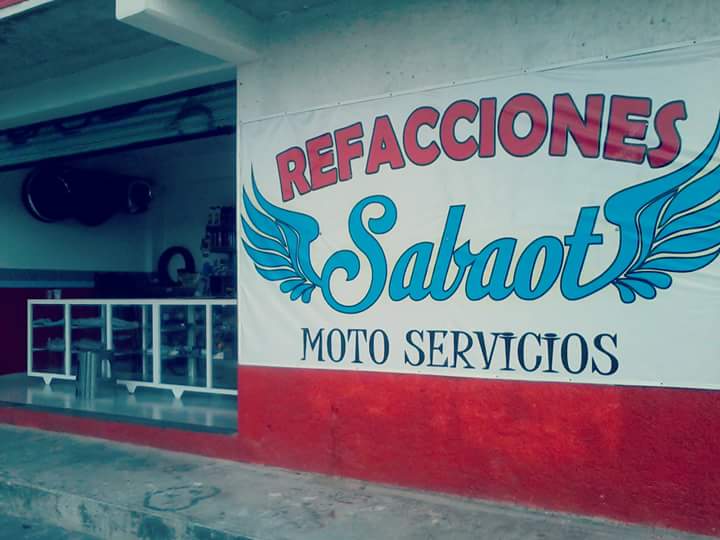 REFACCIONES
Sabaot
MOTO SERVICIOS